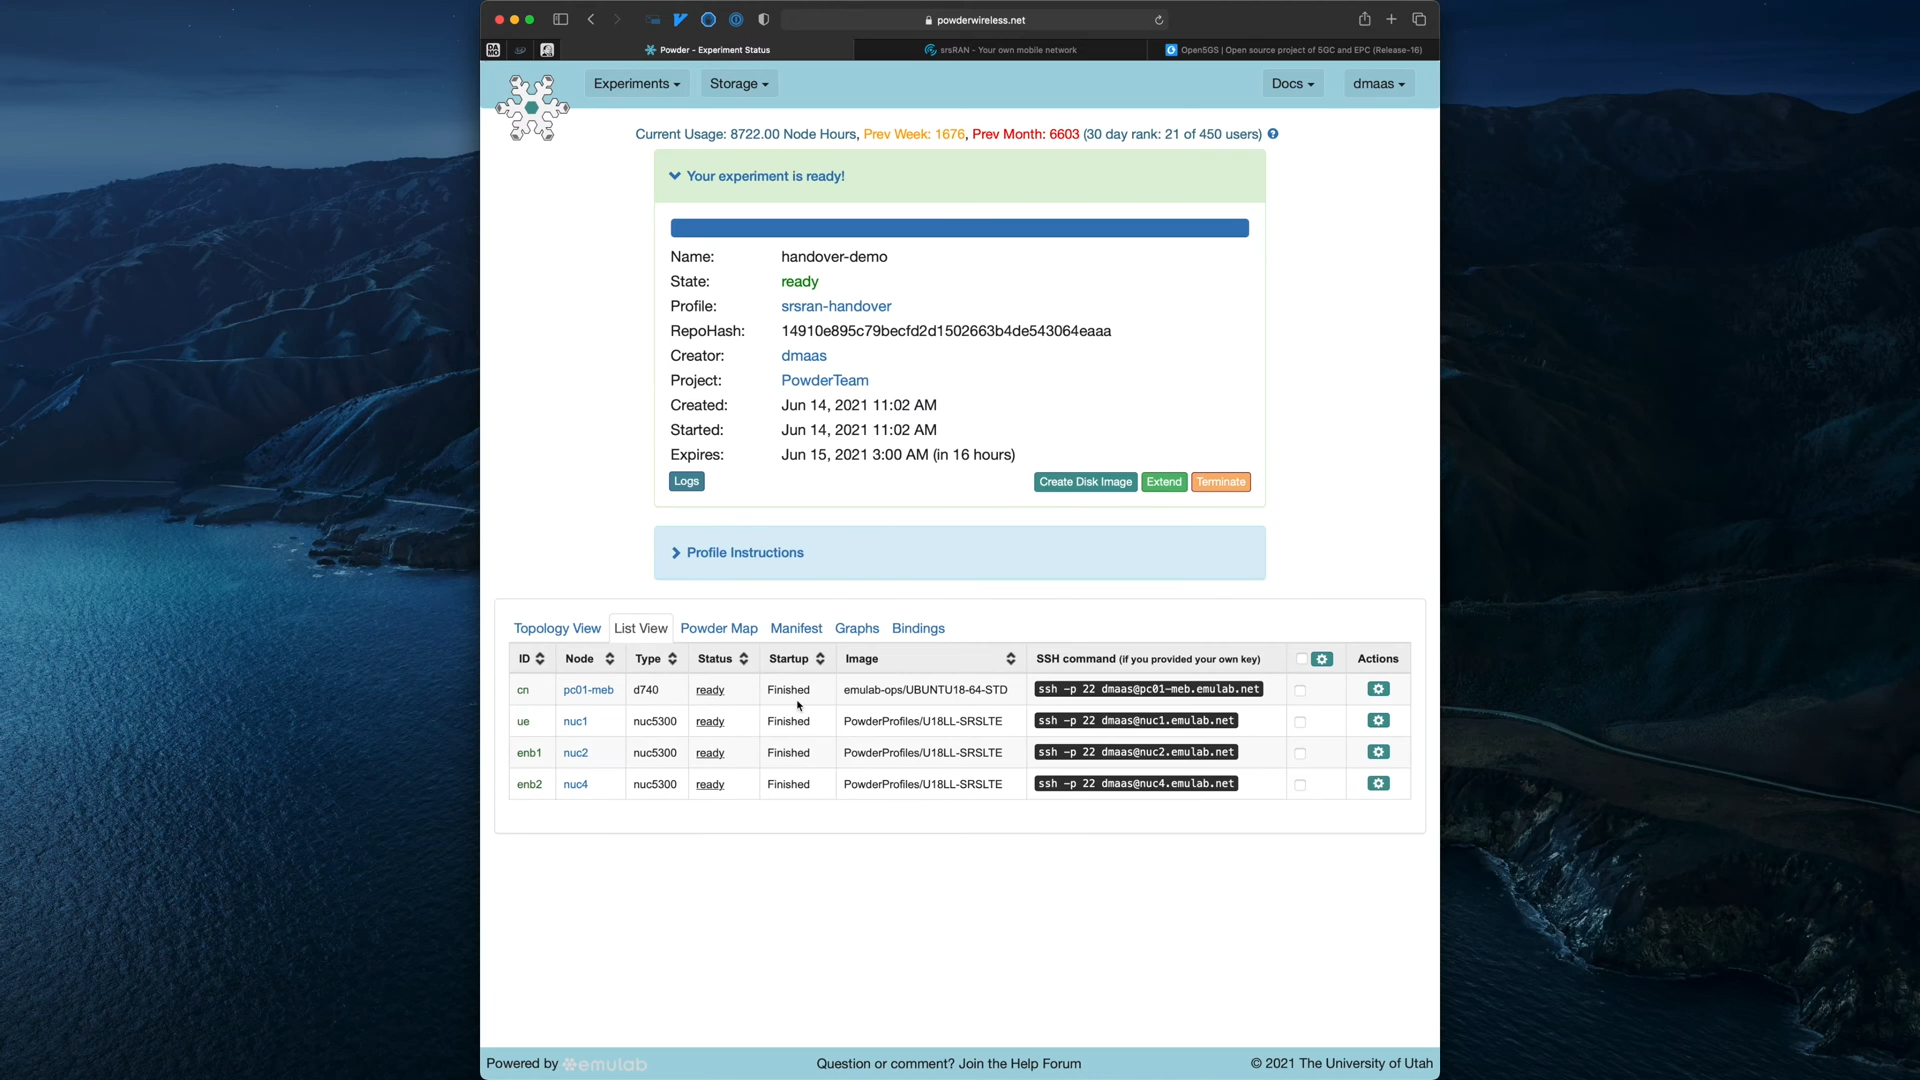 powderwireless.net
Powder – Experiment Status
srsRAN - Your own mobile network
Open5GS | Open source project of 5GC and EPC (Release-16)
Experiments
Storage
Docs
dmaas
Current Usage: 8722.00 Node Hours, Prev Week: 1676, Prev Month: 6603 (30 day rank: 21 of 450 users)
Your experiment is ready!
Name: handover-demo
State: ready
Profile: srsran-handover
RepoHash: 14910e895c79becfd2d1502663b4de543064eaaa
Creator: dmaas
Project: PowderTeam
Created: Jun 14, 2021 11:02 AM
Started: Jun 14, 2021 11:02 AM
Expires: Jun 15, 2021 3:00 AM (in 16 hours)
Logs Create Disk Image Extend Terminate
Profile Instructions
Topology View List View Powder Map Manifest Graphs Bindings
ID Node Type Status Startup Image SSH command (if you provided your own key) Actions
cn pc01-meb d740 ready Finished emulab-ops/UBUNTU18-64-STD ssh -p 22 dmaas@pc01-meb.emulab.net
ue nuc1 nuc5300 ready Finished PowderProfiles/U18LL-SRSLTE ssh -p 22 dmaas@nuc1.emulab.net
enb1 nuc2 nuc5300 ready Finished PowderProfiles/U18LL-SRSLTE ssh -p 22 dmaas@nuc2.emulab.net
enb2 nuc4 nuc5300 ready Finished PowderProfiles/U18LL-SRSLTE ssh -p 22 dmaas@nuc4.emulab.net
Powered by emulab
Question or comment? Join the Help Forum
© 2021 The University of Utah